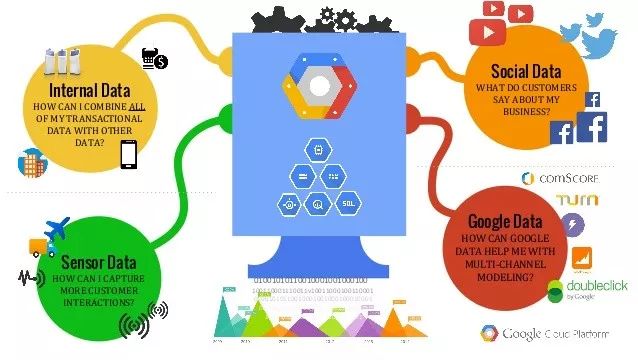 Internal Data
HOW CAN I COMBINE ALL
OF MY TRANSACTIONAL
DATA WITH OTHER
DATA?
Social Data
WHAT DO CUSTOMERS
SAY ABOUT MY
BUSINESS?
Sensor Data
HOW CAN I CAPTURE
MORE CUSTOMER
INTERACTIONS?
Google Data
HOW CAN GOOGLE
DATA HELP ME WITH
MULTI-CHANNEL
MODELING?
SQL
comSCORE
TURN
doubleclick
by Google
Google Cloud Platform